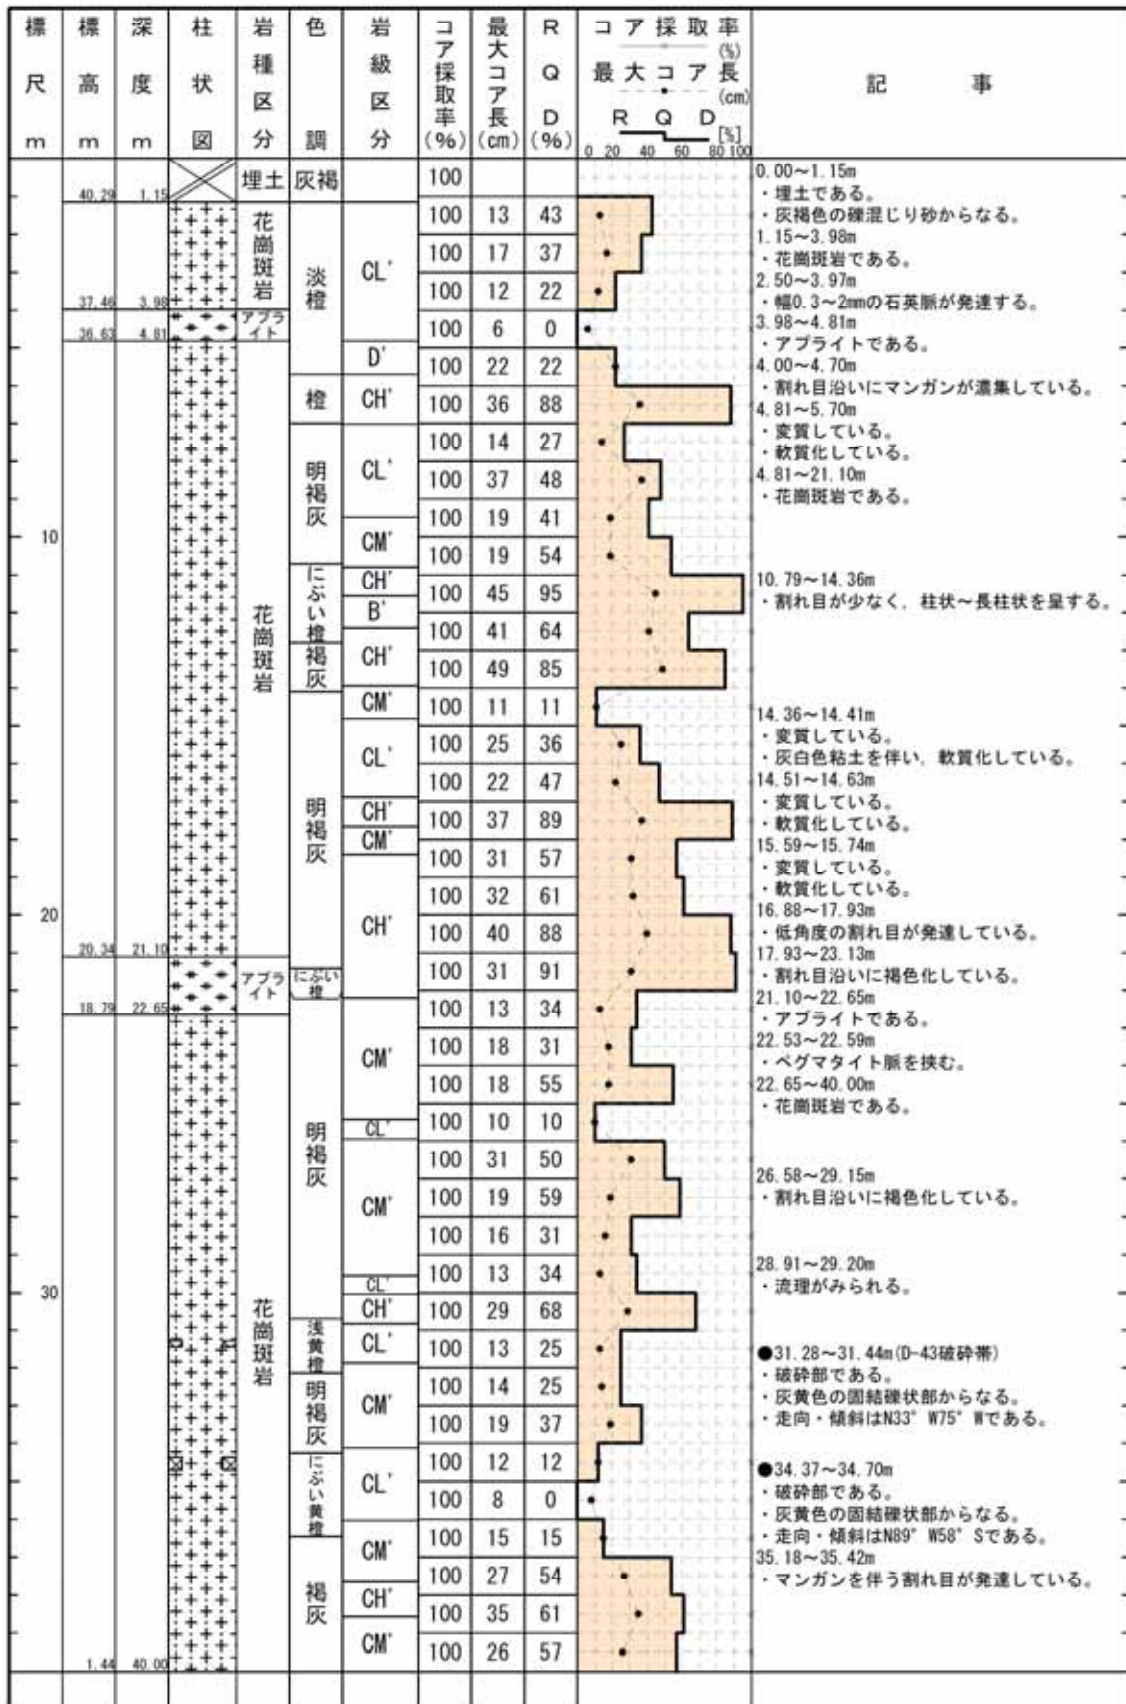 標尺 m
標高 m
深度 m
柱状図
岩種区分
色調
岩級区分
コア採取率(%)
最大コア長(cm)
RQD(%)
コア採取率
(%)
最大コア長
(cm)
RQD
[%]
0 20 40 60 80 100
記事
40.29 1.15 埋土 灰褐 100
37.46 3.98 花崗斑岩
36.63 4.81 アプライト
20.34 21.10 花崗斑岩
18.79 22.65 アプライト
1.44 40.00 花崗斑岩
10
20
30
淡橙
橙
明褐灰
にぶい橙
褐灰
明褐灰
にぶい橙
明褐灰
浅黄橙
明褐灰
にぶい黄橙
褐灰
CL'
D'
CH'
CL'
CM'
CH'
B'
CH'
CM'
CL'
CH'
CM'
CH'
CM'
CL'
CM'
CL'
CH'
CL'
CM'
CL'
CM'
CH'
CM'
100 13 43
100 17 37
100 12 22
100 6 0
100 22 22
100 36 88
100 14 27
100 37 48
100 19 41
100 19 54
100 45 95
100 41 64
100 49 85
100 11 11
100 25 36
100 22 47
100 37 89
100 31 57
100 32 61
100 40 88
100 31 91
100 13 34
100 18 31
100 18 55
100 10 10
100 31 50
100 19 59
100 16 31
100 13 34
100 29 68
100 13 25
100 14 25
100 19 37
100 12 12
100 8 0
100 15 15
100 27 54
100 35 61
100 26 57
0.00～1.15m
・埋土である。
・灰褐色の礫混じり砂からなる。
1.15～3.98m
・花崗斑岩である。
2.50～3.97m
・幅0.3～2mmの石英脈が発達する。
3.98～4.81m
・アプライトである。
4.00～4.70m
・割れ目沿いにマンガンが濃集している。
4.81～5.70m
・変質している。
・軟質化している。
4.81～21.10m
・花崗斑岩である。
10.79～14.36m
・割れ目が少なく，柱状～長柱状を呈する。
14.36～14.41m
・変質している。
・灰白色粘土を伴い，軟質化している。
14.51～14.63m
・変質している。
・軟質化している。
15.59～15.74m
・変質している。
・軟質化している。
16.88～17.93m
・低角度の割れ目が発達している。
17.93～23.13m
・割れ目沿いに褐色化している。
21.10～22.65m
・アプライトである。
22.53～22.59m
・ペグマタイト脈を挟む。
22.65～40.00m
・花崗斑岩である。
26.58～29.15m
・割れ目沿いに褐色化している。
28.91～29.20m
・流理がみられる。
●31.28～31.44m(D-43破砕帯)
・破砕部である。
・灰黄色の固結礫状部からなる。
・走向・傾斜はN33°W75°Wである。
●34.37～34.70m
・破砕部である。
・灰黄色の固結礫状部からなる。
・走向・傾斜はN89°W58°Sである。
35.18～35.42m
・マンガンを伴う割れ目が発達している。